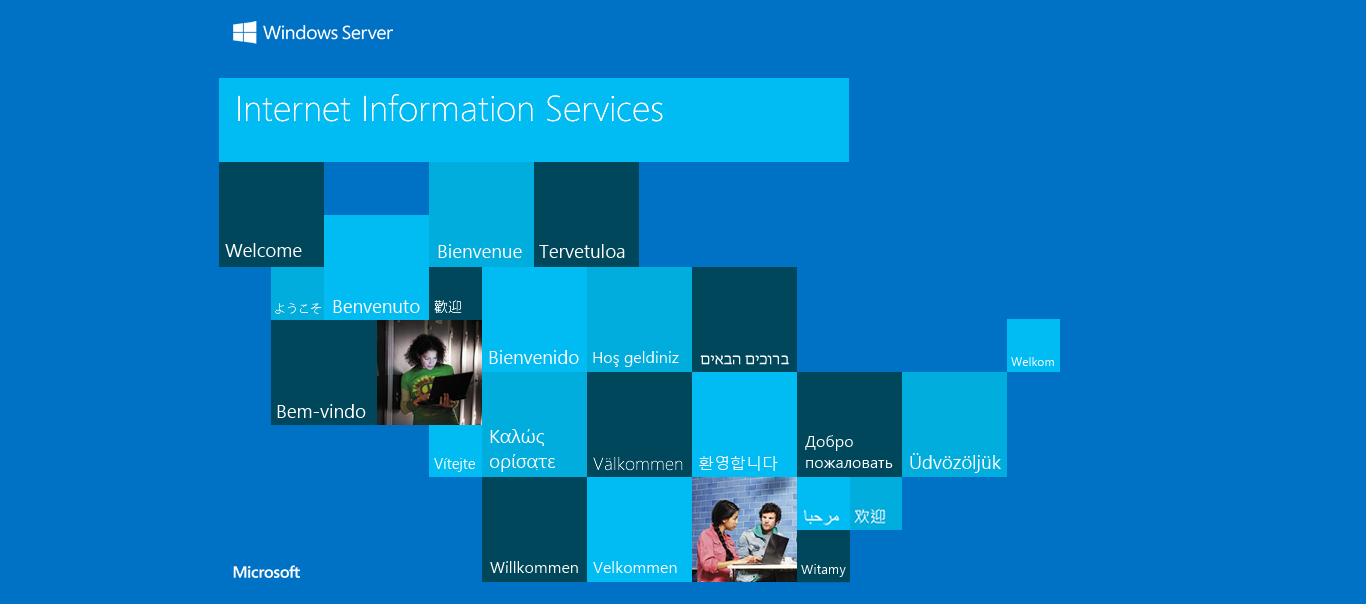 Windows Server
Internet Information Services
Welcome
Bienvenue
Tervetuloa
ようこそ
Benvenuto
歡迎
Bienvenido
Hoş geldiniz
ברוכים הבאים
Welkom
Bem-vindo
Vítejte
Καλώς
ορίσατε
Välkommen
환영합니다
Добро
пожаловать
Üdvözöljük
Willkommen
Velkommen
مرحبا
欢迎
Witamy
Microsoft